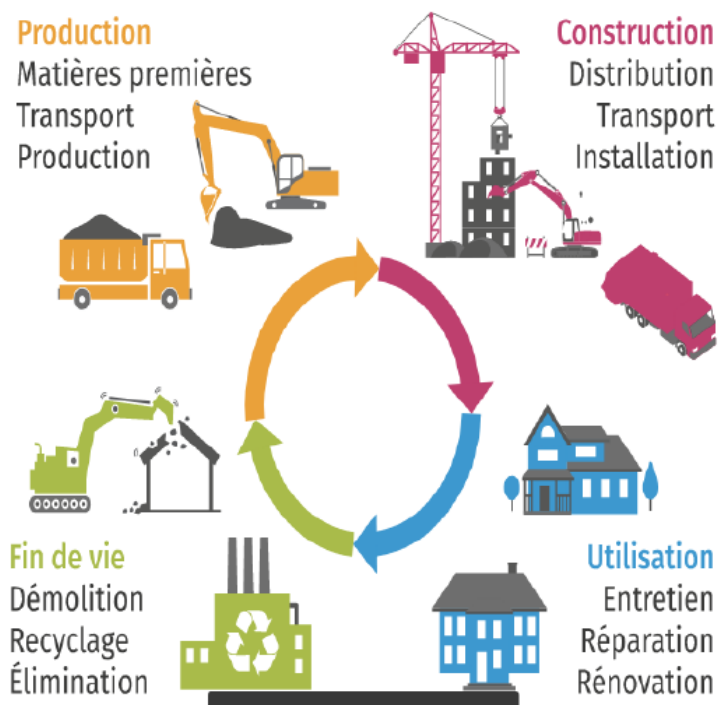 Production
Matières premières
Transport
Production
Construction
Distribution
Transport
Installation
Fin de vie
Démolition
Recyclage
Élimination
Utilisation
Entretien
Réparation
Rénovation